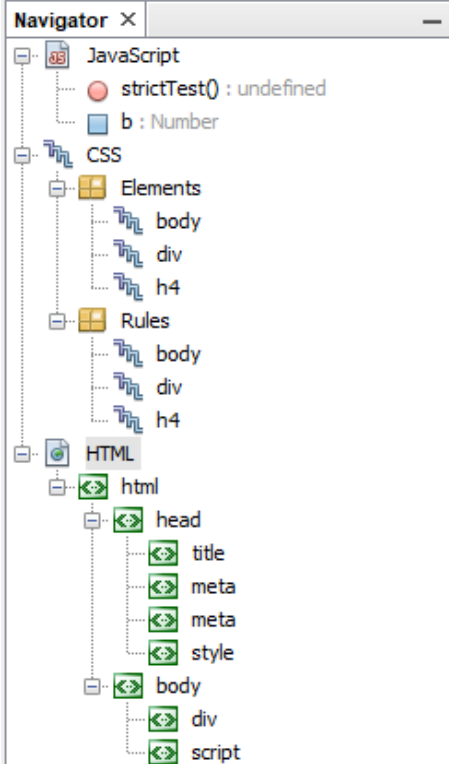 Navigator
JavaScript
strictTest() : undefined
b : Number
CSS
Elements
body
div
h4
Rules
body
div
h4
HTML
html
head
title
meta
meta
style
body
div
script